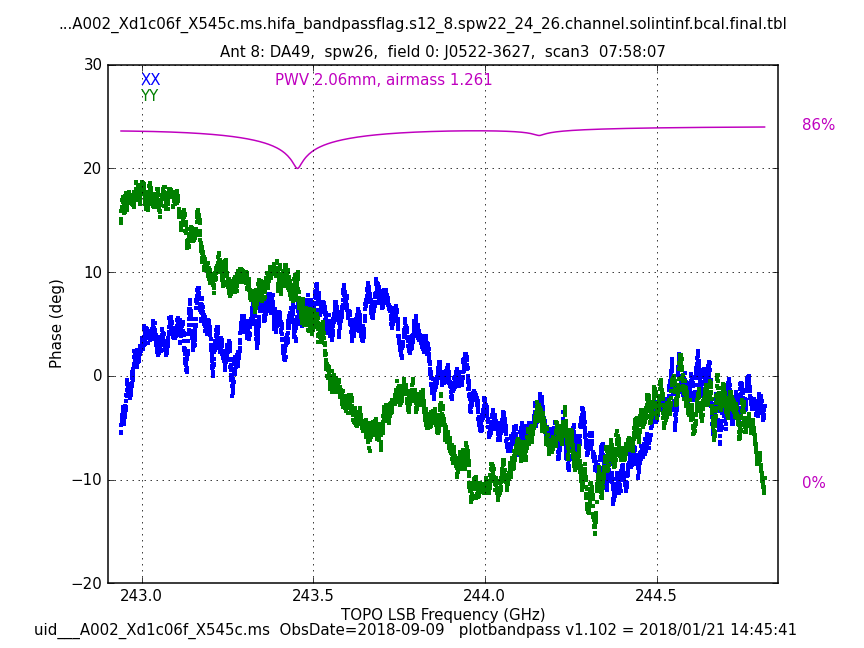 ...A002_Xd1c06f_X545c.ms.hifa_bandpassflag.s12_8.spw22_24_26.channel.solintinf.bcal.final.tbl
Ant 8: DA49,  spw26,  field 0: J0522-3627,  scan3  07:58:07
30
XX
PWV 2.06mm, airmass 1.261
YY
86%
20
10
Phase (deg)
0
−10
0%
−20
243.0
243.5
244.0
244.5
TOPO LSB Frequency (GHz)
uid___A002_Xd1c06f_X545c.ms  ObsDate=2018-09-09   plotbandpass v1.102 = 2018/01/21 14:45:41